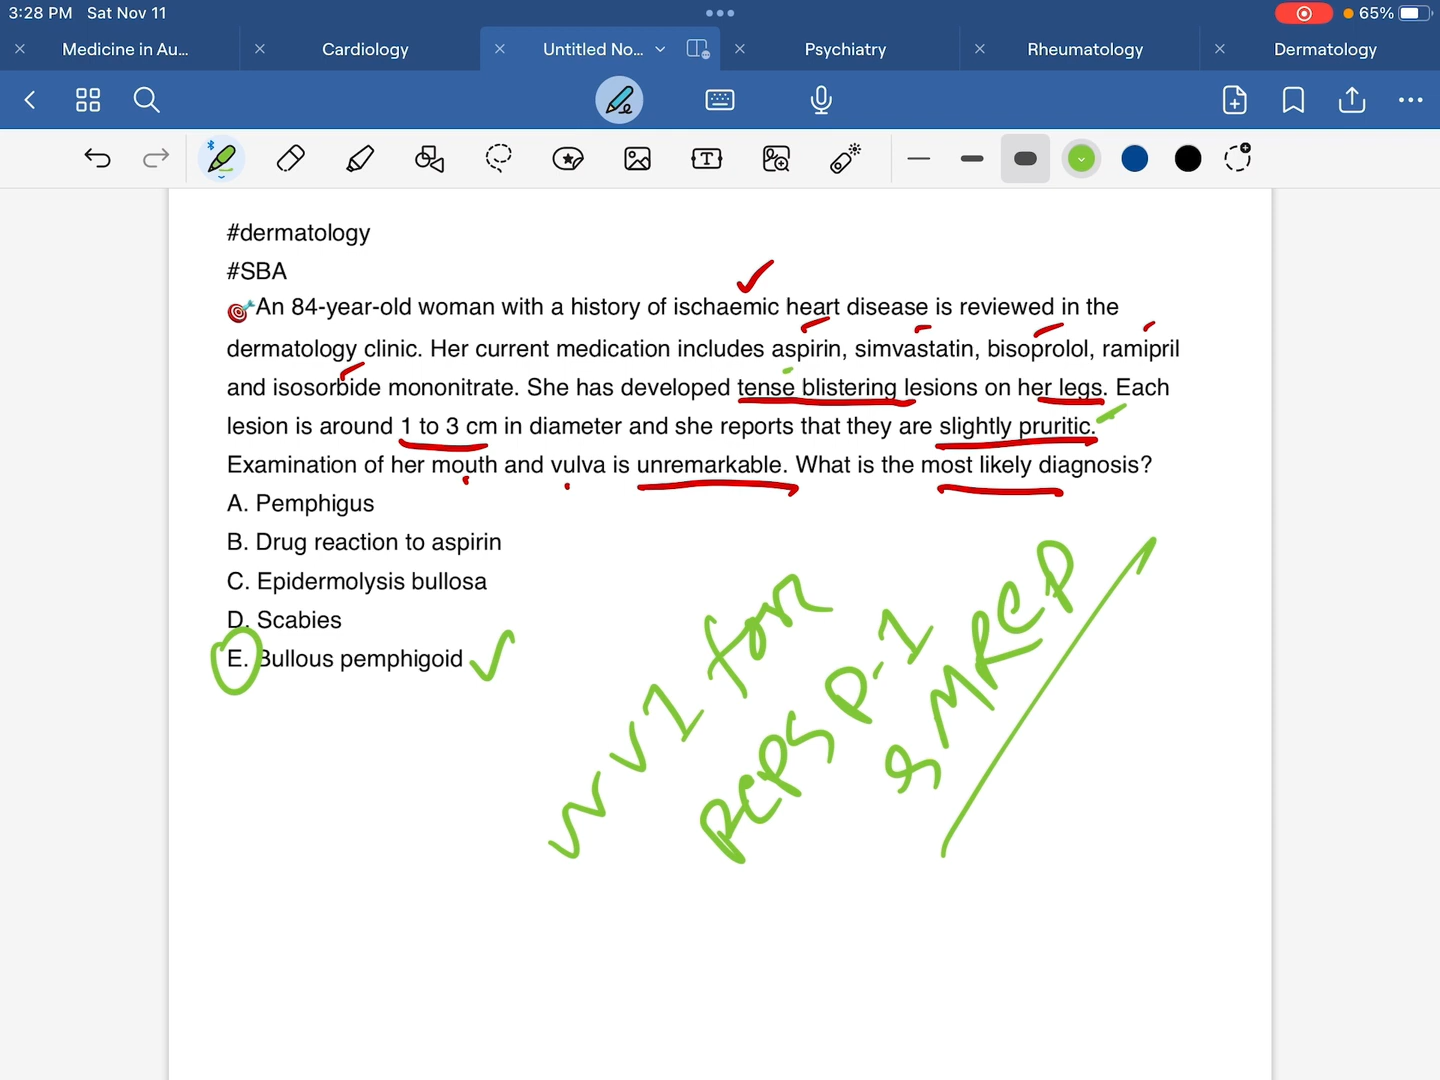 3:28 PM Sat Nov 11
65%
Medicine in Au...
Cardiology
Untitled No...
Psychiatry
Rheumatology
Dermatology
#dermatology
#SBA
🎯An 84-year-old woman with a history of ischaemic heart disease is reviewed in the
dermatology clinic. Her current medication includes aspirin, simvastatin, bisoprolol, ramipril
and isosorbide mononitrate. She has developed tense blistering lesions on her legs. Each
lesion is around 1 to 3 cm in diameter and she reports that they are slightly pruritic.
Examination of her mouth and vulva is unremarkable. What is the most likely diagnosis?
A. Pemphigus
B. Drug reaction to aspirin
C. Epidermolysis bullosa
D. Scabies
E. Bullous pemphigoid
vvI for
P-1
& MRCP